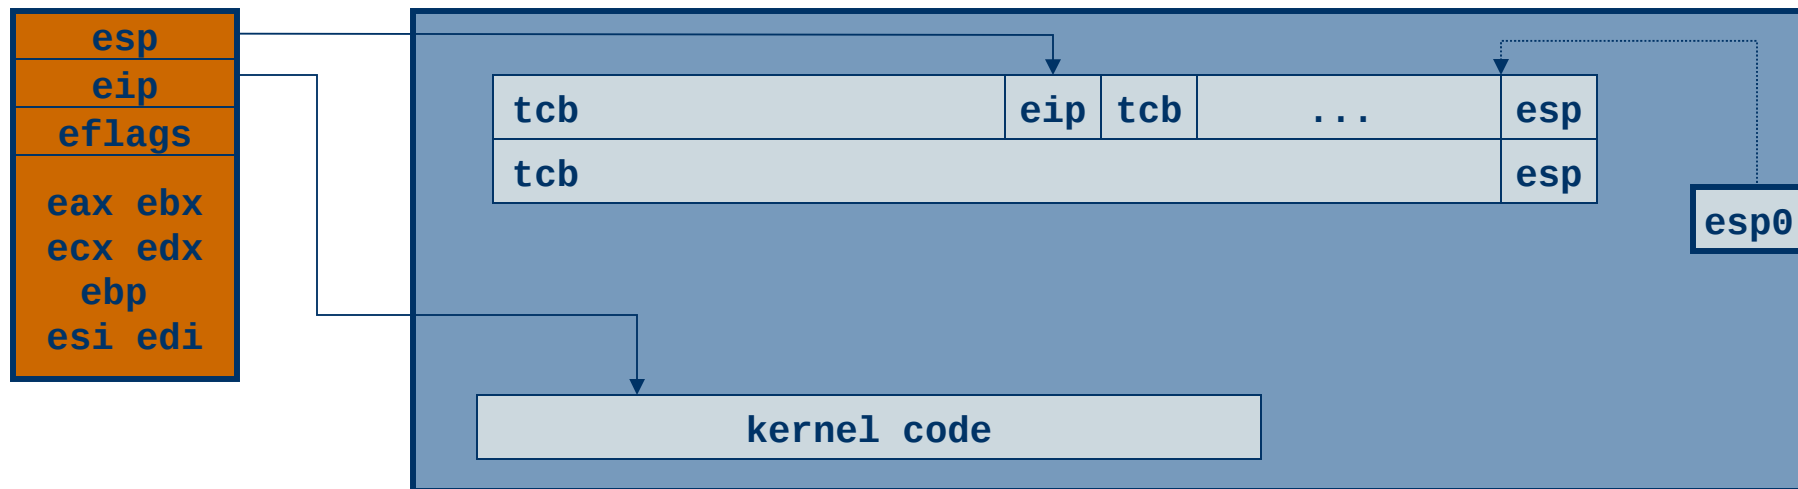 esp
eip
eflags
eax ebx
ecx edx
ebp
esi edi
tcb eip tcb ... esp
tcb esp
esp0
kernel code